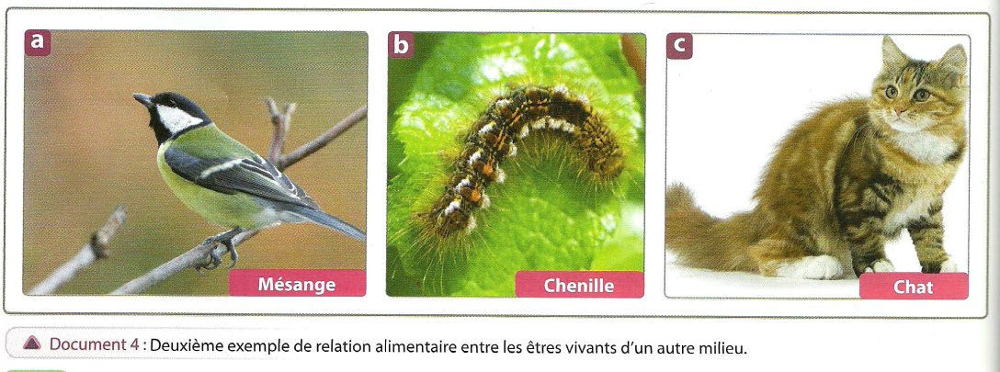 a
b
c
Mésange
Chenille
Chat
Document 4 : Deuxième exemple de relation alimentaire entre les êtres vivants d'un autre milieu.